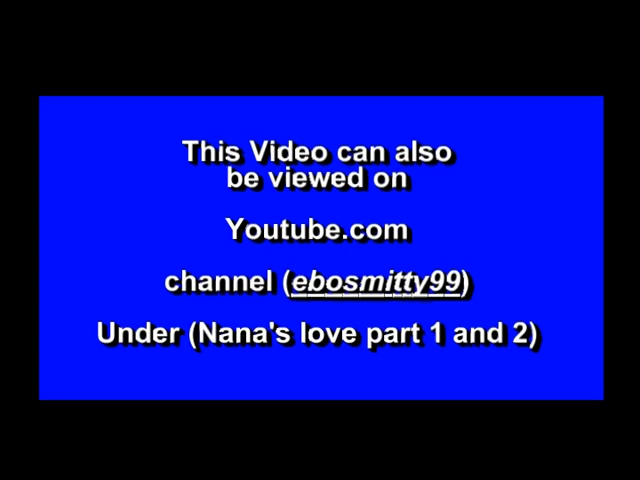 This Video can also
be viewed on
Youtube.com
channel (ebosmitty99)
Under (Nana's love part 1 and 2)